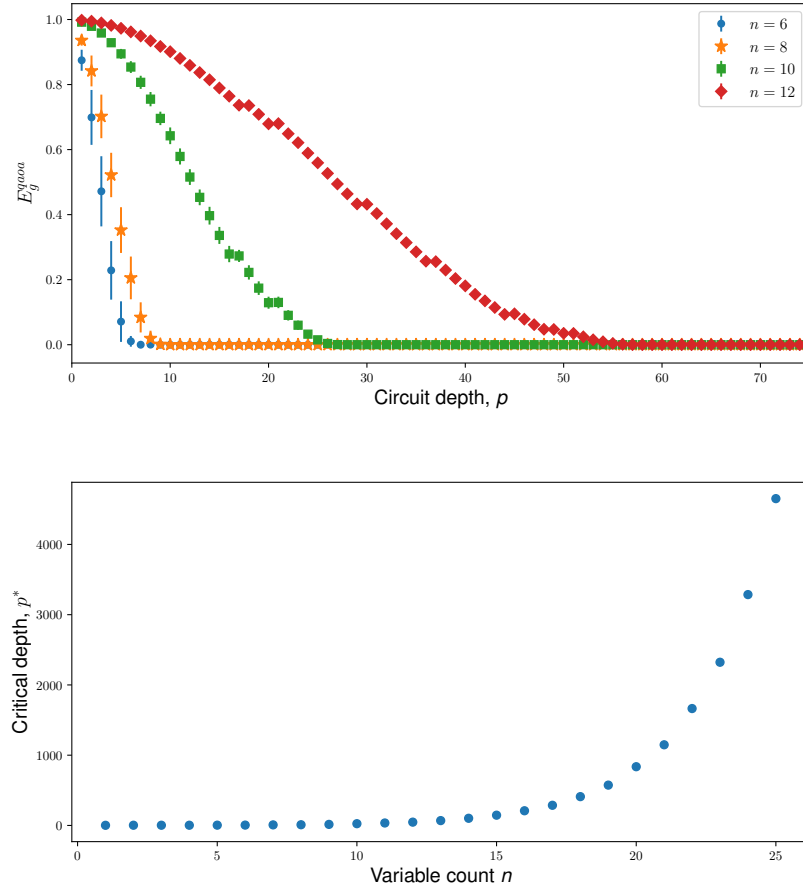 1.0
0.8
0.6
0.4
0.2
0.0
$E_g^{qaoa}$
n = 6
n = 8
n = 10
n = 12
0 10 20 30 40 50 60 70
Circuit depth, p
4000
3000
2000
1000
0
Critical depth, p*
0 5 10 15 20 25
Variable count n